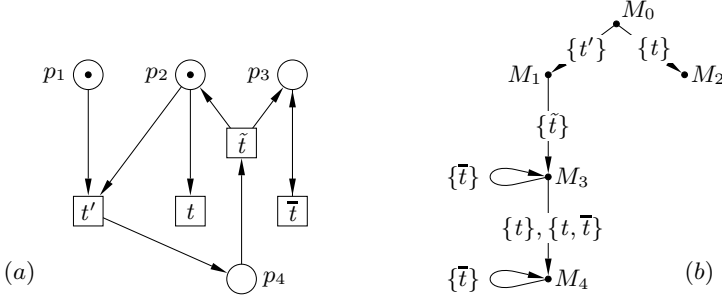 p₁ p₂ p₃
t̃
t′ t t̄
p₄
(a)
M₀
{t′} {t}
M₁ M₂
{t̃}
{t̄} M₃
{t}, {t, t̄}
{t̄} M₄
(b)